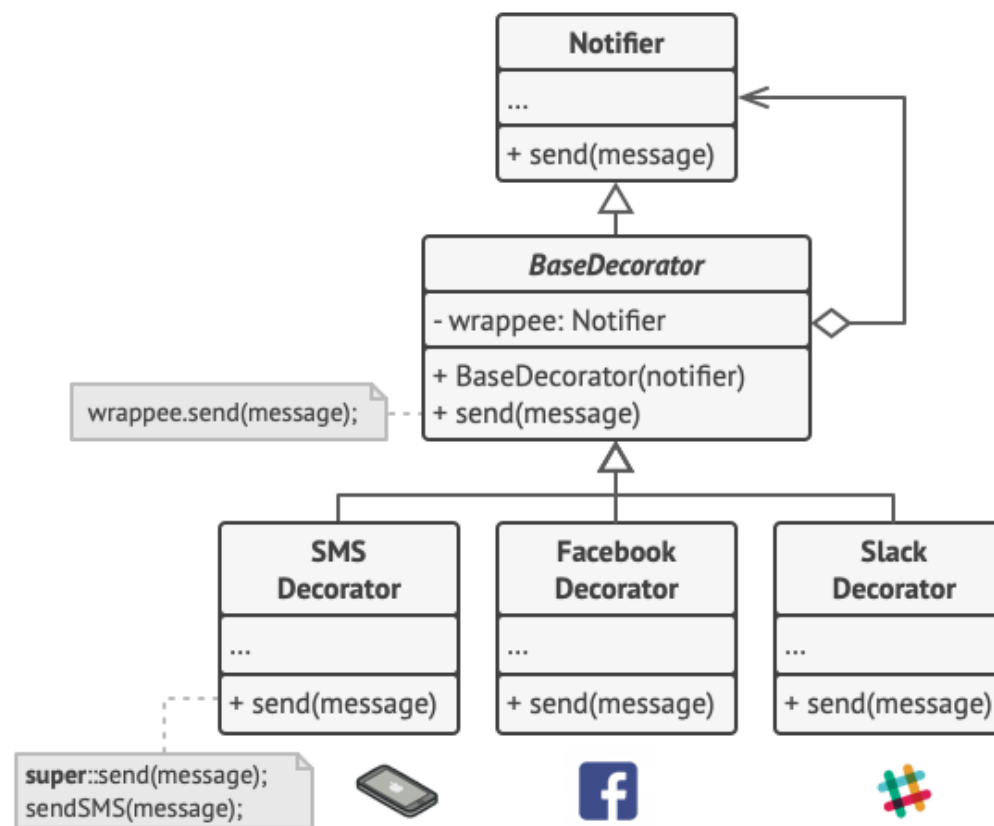 Notifier
...
+ send(message)
BaseDecorator
- wrappee: Notifier
+ BaseDecorator(notifier)
+ send(message)
wrappee.send(message);
SMS
Decorator
...
+ send(message)
Facebook
Decorator
...
+ send(message)
Slack
Decorator
...
+ send(message)
super::send(message);
sendSMS(message);